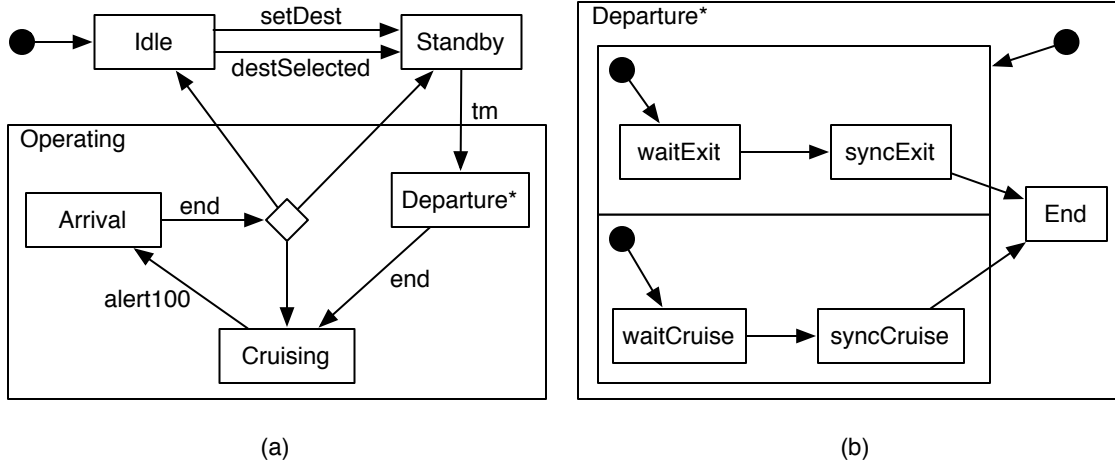 setDest
Idle
Standby
destSelected
tm
Operating
Arrival
end
Departure*
end
alert100
Cruising
(a)
Departure*
waitExit
syncExit
End
waitCruise
syncCruise
(b)